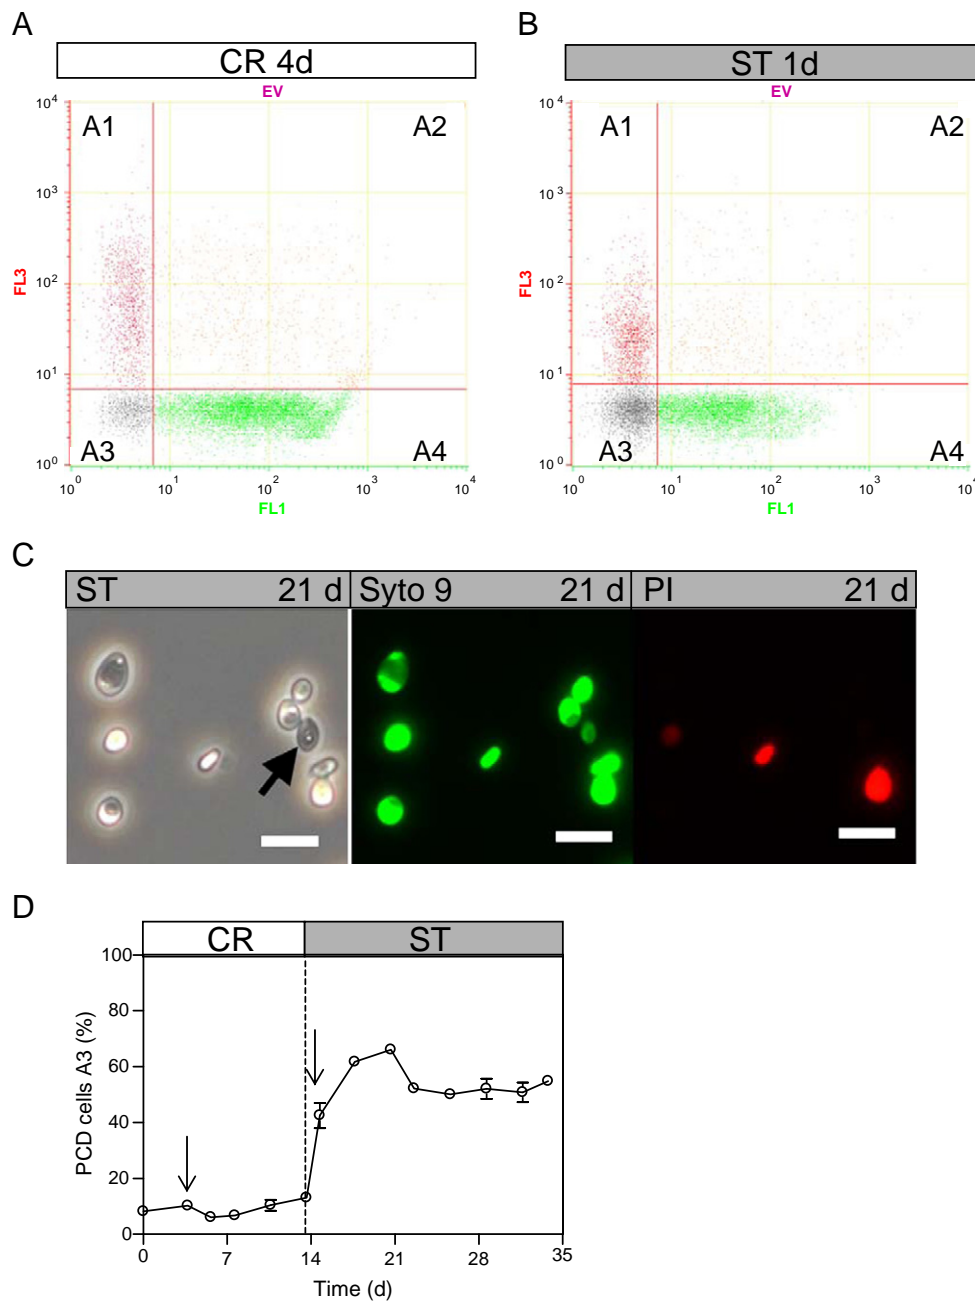 A
B
CR 4d
ST 1d
EV
EV
10⁴
A1
A2
10³
FL3
10²
10¹
A3
A4
10⁰
10⁰ 10¹ 10² 10³ 10⁴
FL1
10⁴
A1
A2
10³
FL3
10²
10¹
A3
A4
10⁰
10⁰ 10¹ 10² 10³ 10⁴
FL1
C
ST 21 d
Syto 9 21 d
PI 21 d
D
CR
ST
PCD cells A3 (%)
100
80
60
40
20
0
0 7 14 21 28 35
Time (d)